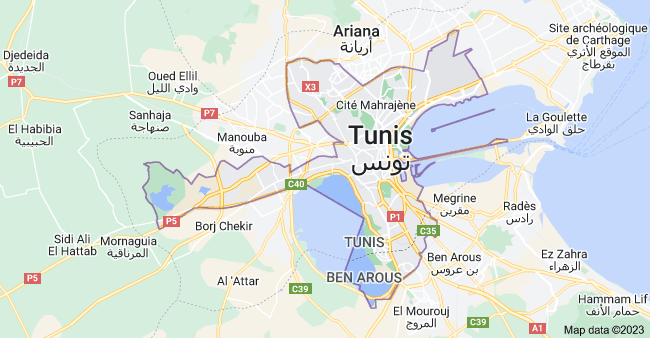 Ariana
أريانة
Site archéologique
de Carthage
الموقع الأثري
بقرطاج
Djedeida
الجديدة
P7
Oued Ellil
وادي الليل
X3
Cité Mahrajène
P7
Sanhaja
صنهاجة
La Goulette
حلق الوادي
El Habibia
الحبيبية
Manouba
منوبة
Tunis
تونس
C40
Megrine
مقرين
Radès
رادس
P5
Borj Chekir
P1
C35
Sidi Ali
El Hattab
Mornaguia
المرناقية
TUNIS
Ben Arous
بن عروس
Ez Zahra
الزهراء
P5
Al 'Attar
BEN AROUS
C39
C39
El Mourouj
المروج
Hammam Lif
حمام الأنف
A1
Map data ©2023